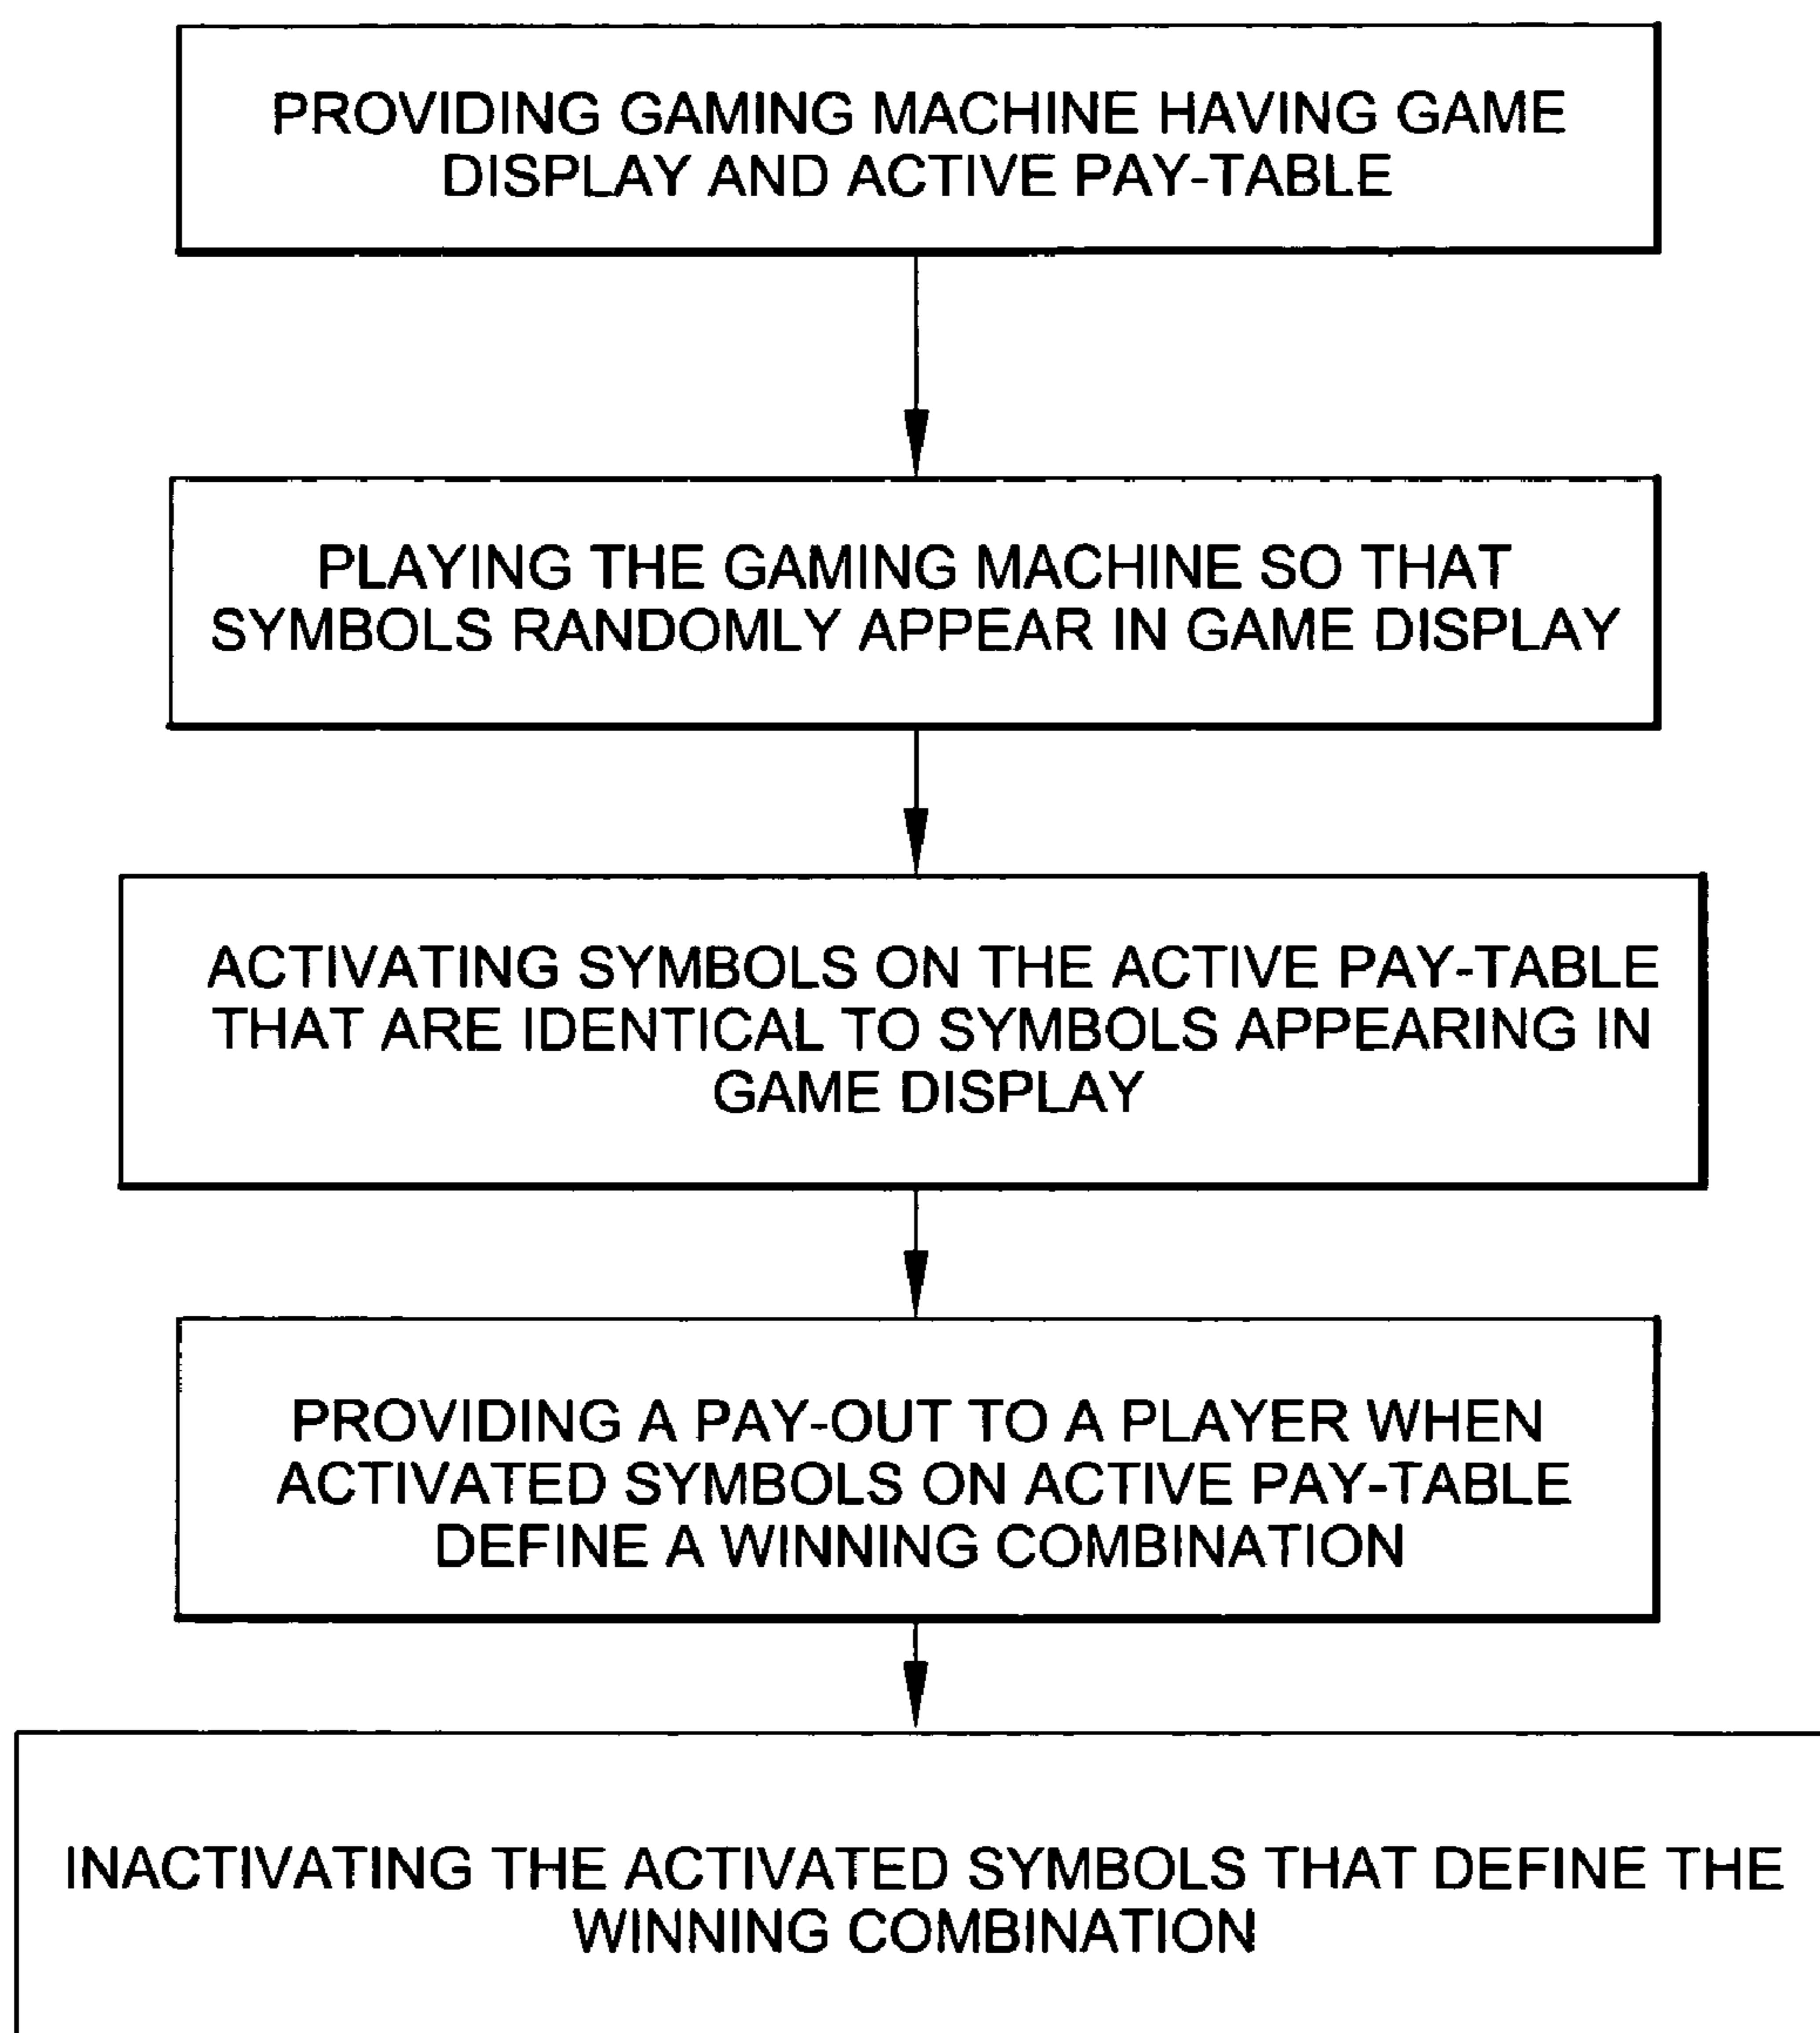 PROVIDING GAMING MACHINE HAVING GAME
DISPLAY AND ACTIVE PAY-TABLE
PLAYING THE GAMING MACHINE SO THAT
SYMBOLS RANDOMLY APPEAR IN GAME DISPLAY
ACTIVATING SYMBOLS ON THE ACTIVE PAY-TABLE
THAT ARE IDENTICAL TO SYMBOLS APPEARING IN
GAME DISPLAY
PROVIDING A PAY-OUT TO A PLAYER WHEN
ACTIVATED SYMBOLS ON ACTIVE PAY-TABLE
DEFINE A WINNING COMBINATION
INACTIVATING THE ACTIVATED SYMBOLS THAT DEFINE THE
WINNING COMBINATION